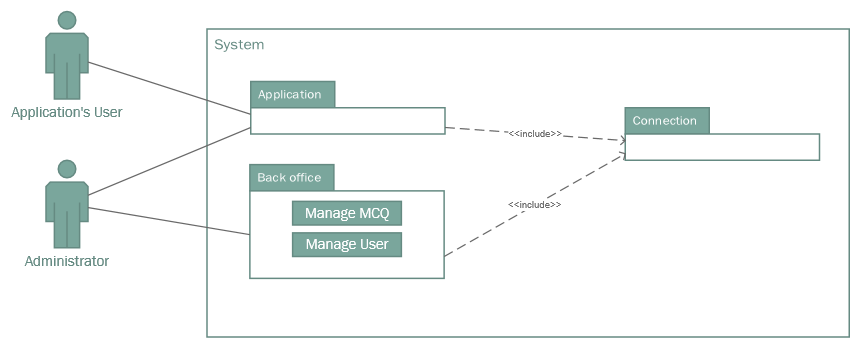 System
Application's User
Application
<<include>>
Connection
Back office
Manage MCQ
Manage User
<<include>>
Administrator